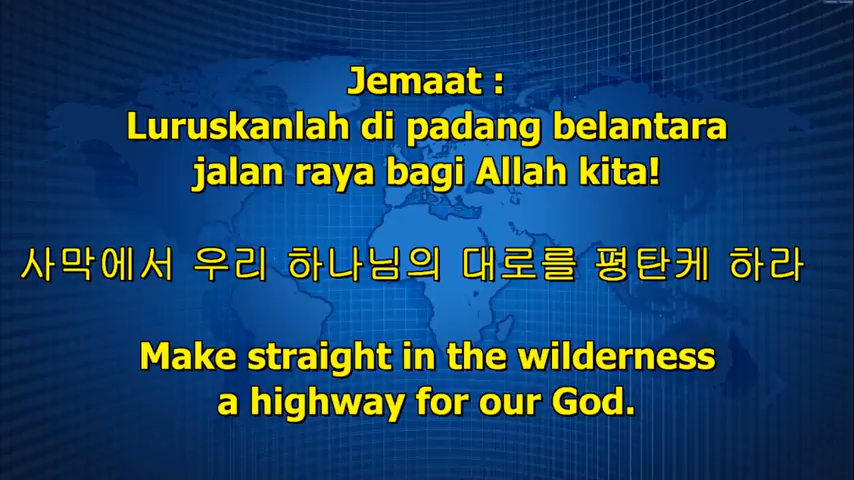 Jemaat :
Luruskanlah di padang belantara
jalan raya bagi Allah kita!
사막에서 우리 하나님의 대로를 평탄케 하라
Make straight in the wilderness
a highway for our God.